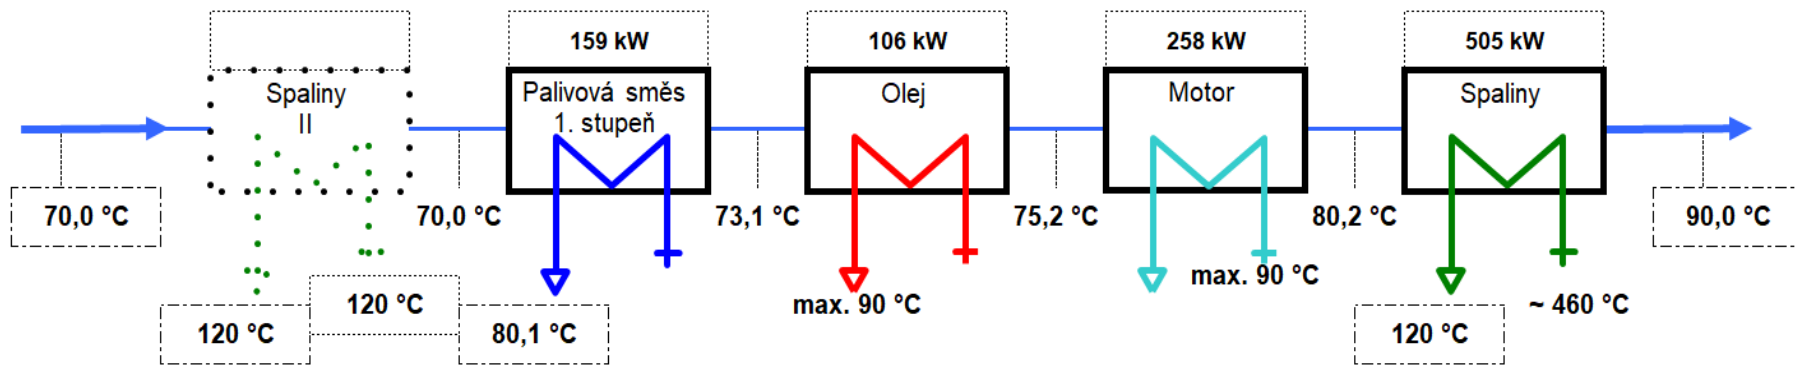 159 kW
106 kW
258 kW
505 kW
Spaliny
II
Palivová směs
1. stupeň
Olej
Motor
Spaliny
70,0 °C
70,0 °C
73,1 °C
75,2 °C
80,2 °C
90,0 °C
max. 90 °C
120 °C
max. 90 °C
~ 460 °C
120 °C
80,1 °C
120 °C